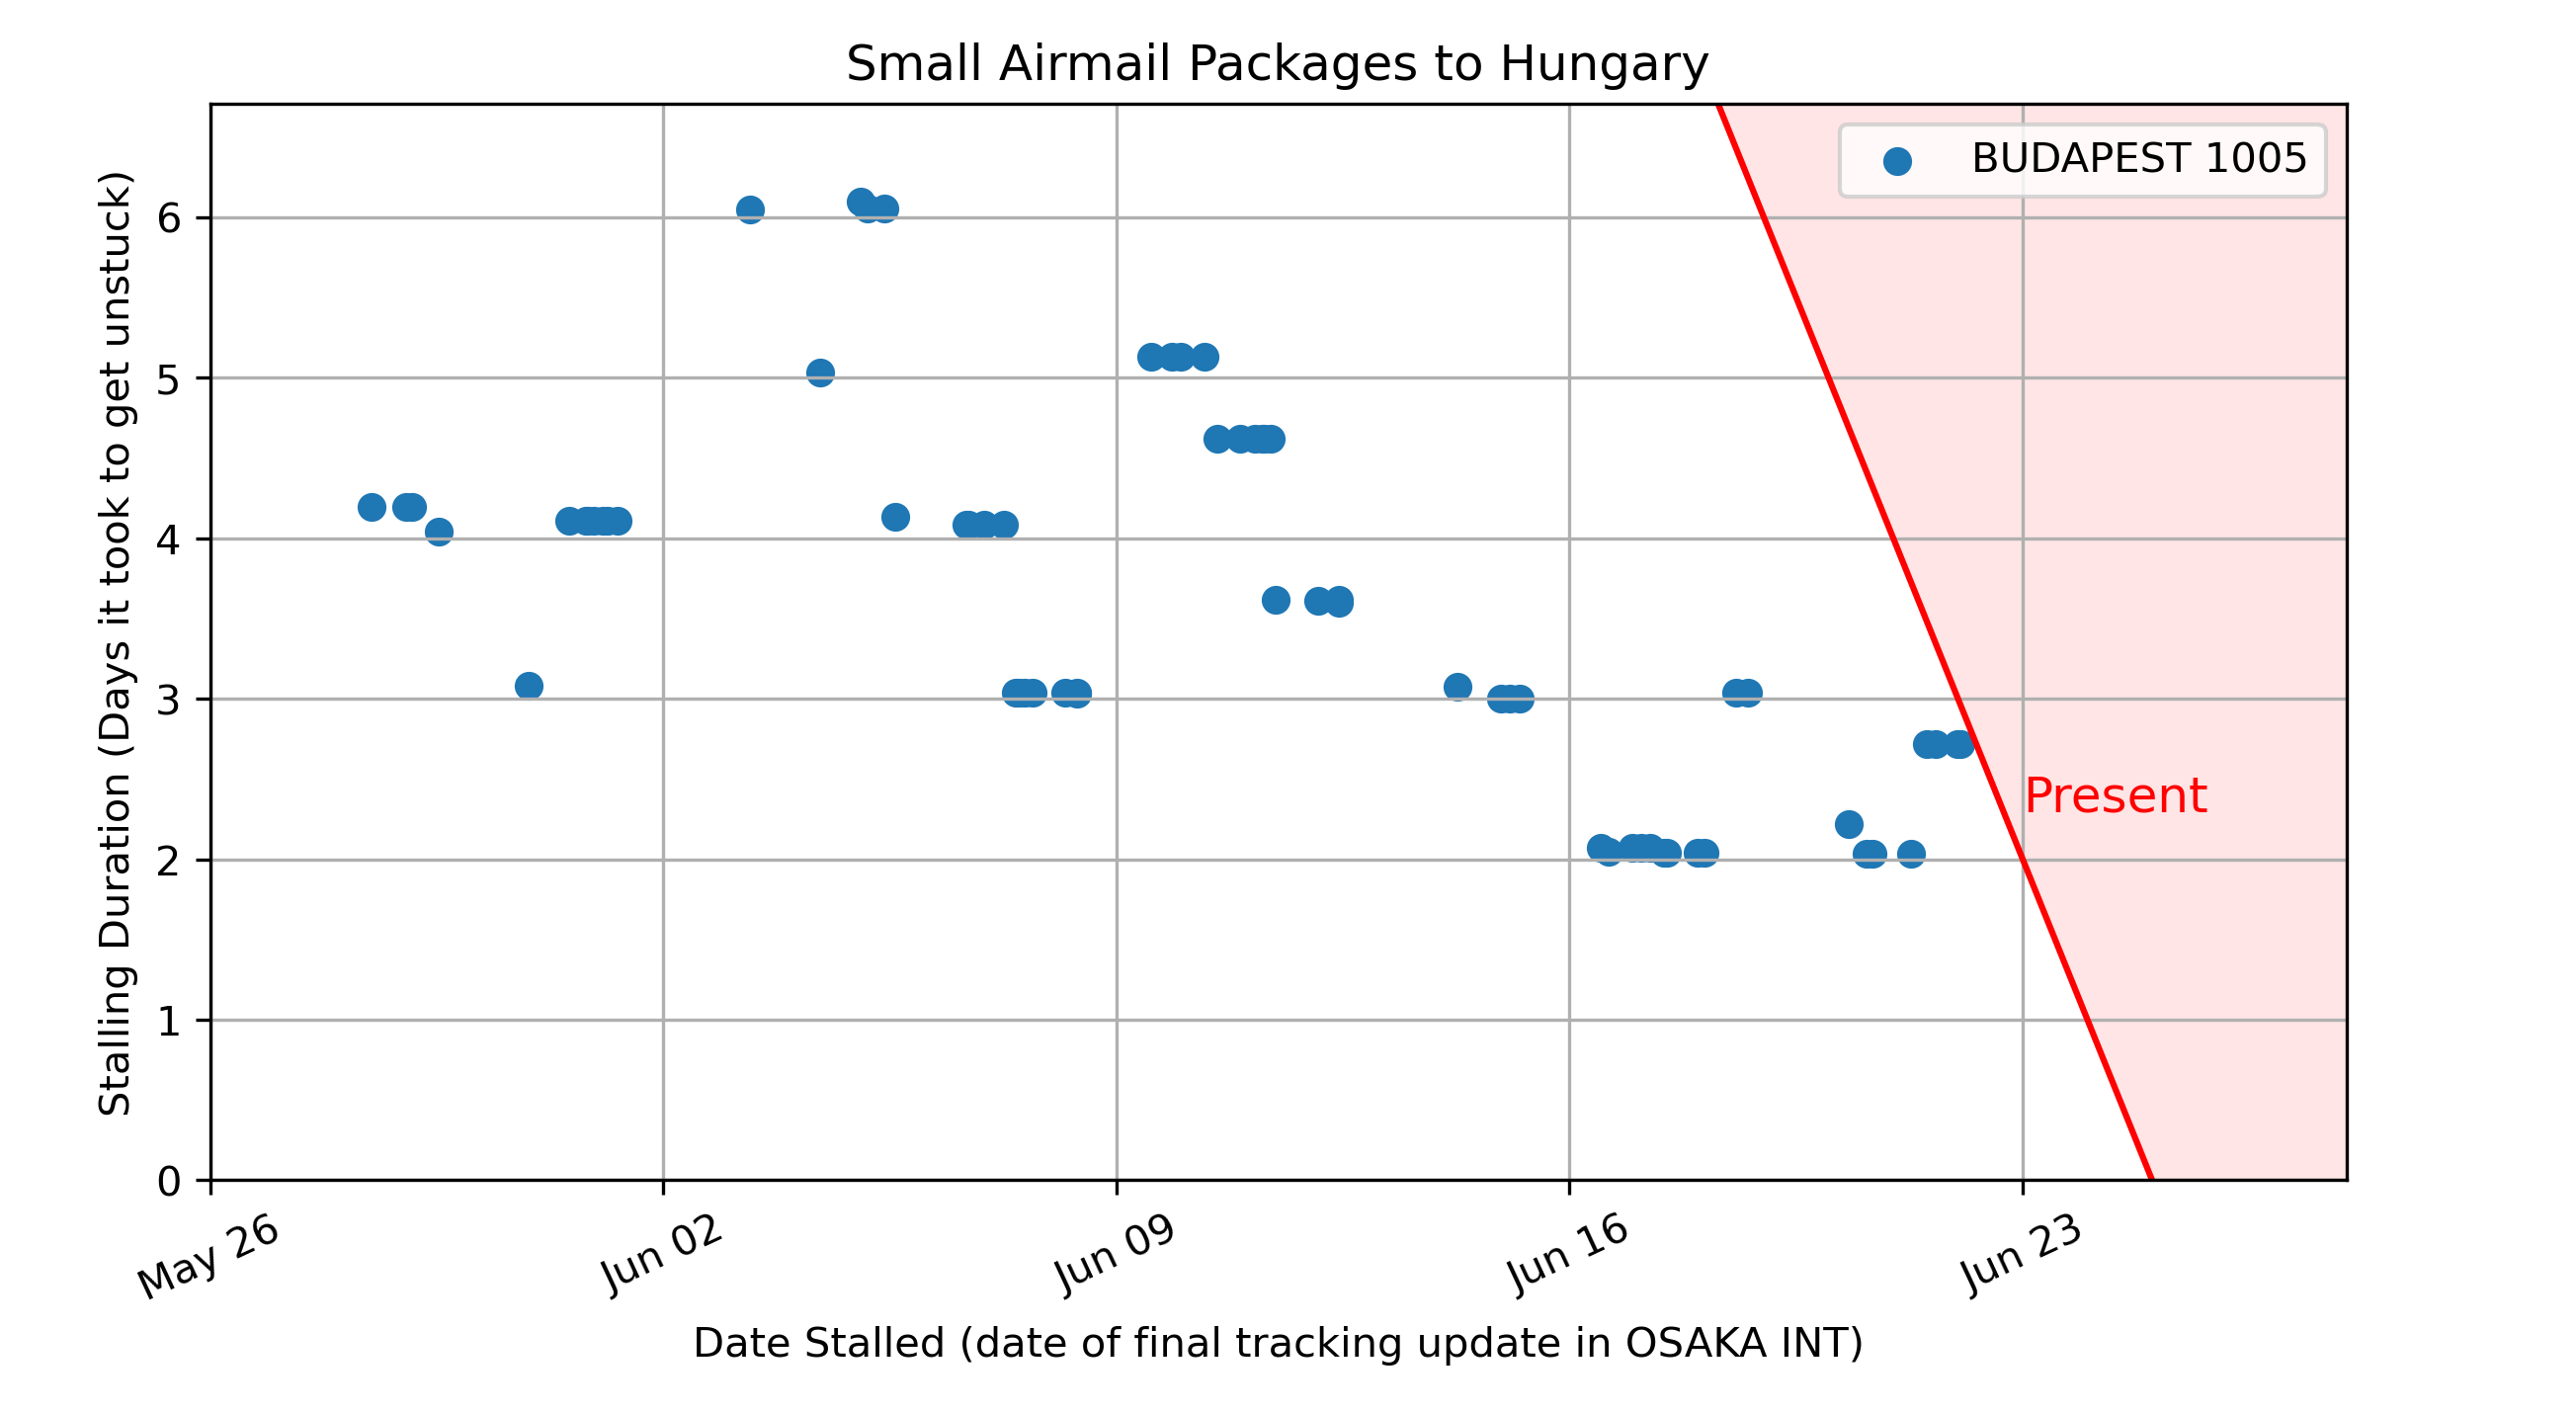 Small Airmail Packages to Hungary
BUDAPEST 1005
Stalling Duration (Days it took to get unstuck)
6
5
4
3
2
1
0
Present
May 26
Jun 02
Jun 09
Jun 16
Jun 23
Date Stalled (date of final tracking update in OSAKA INT)